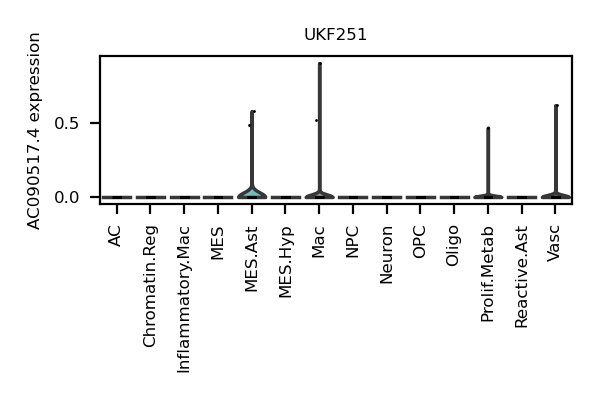 UKF251
AC090517.4 expression
0.5
0.0
AC
Chromatin.Reg
Inflammatory.Mac
MES
MES.Ast
MES.Hyp
Mac
NPC
Neuron
OPC
Oligo
Prolif.Metab
Reactive.Ast
Vasc